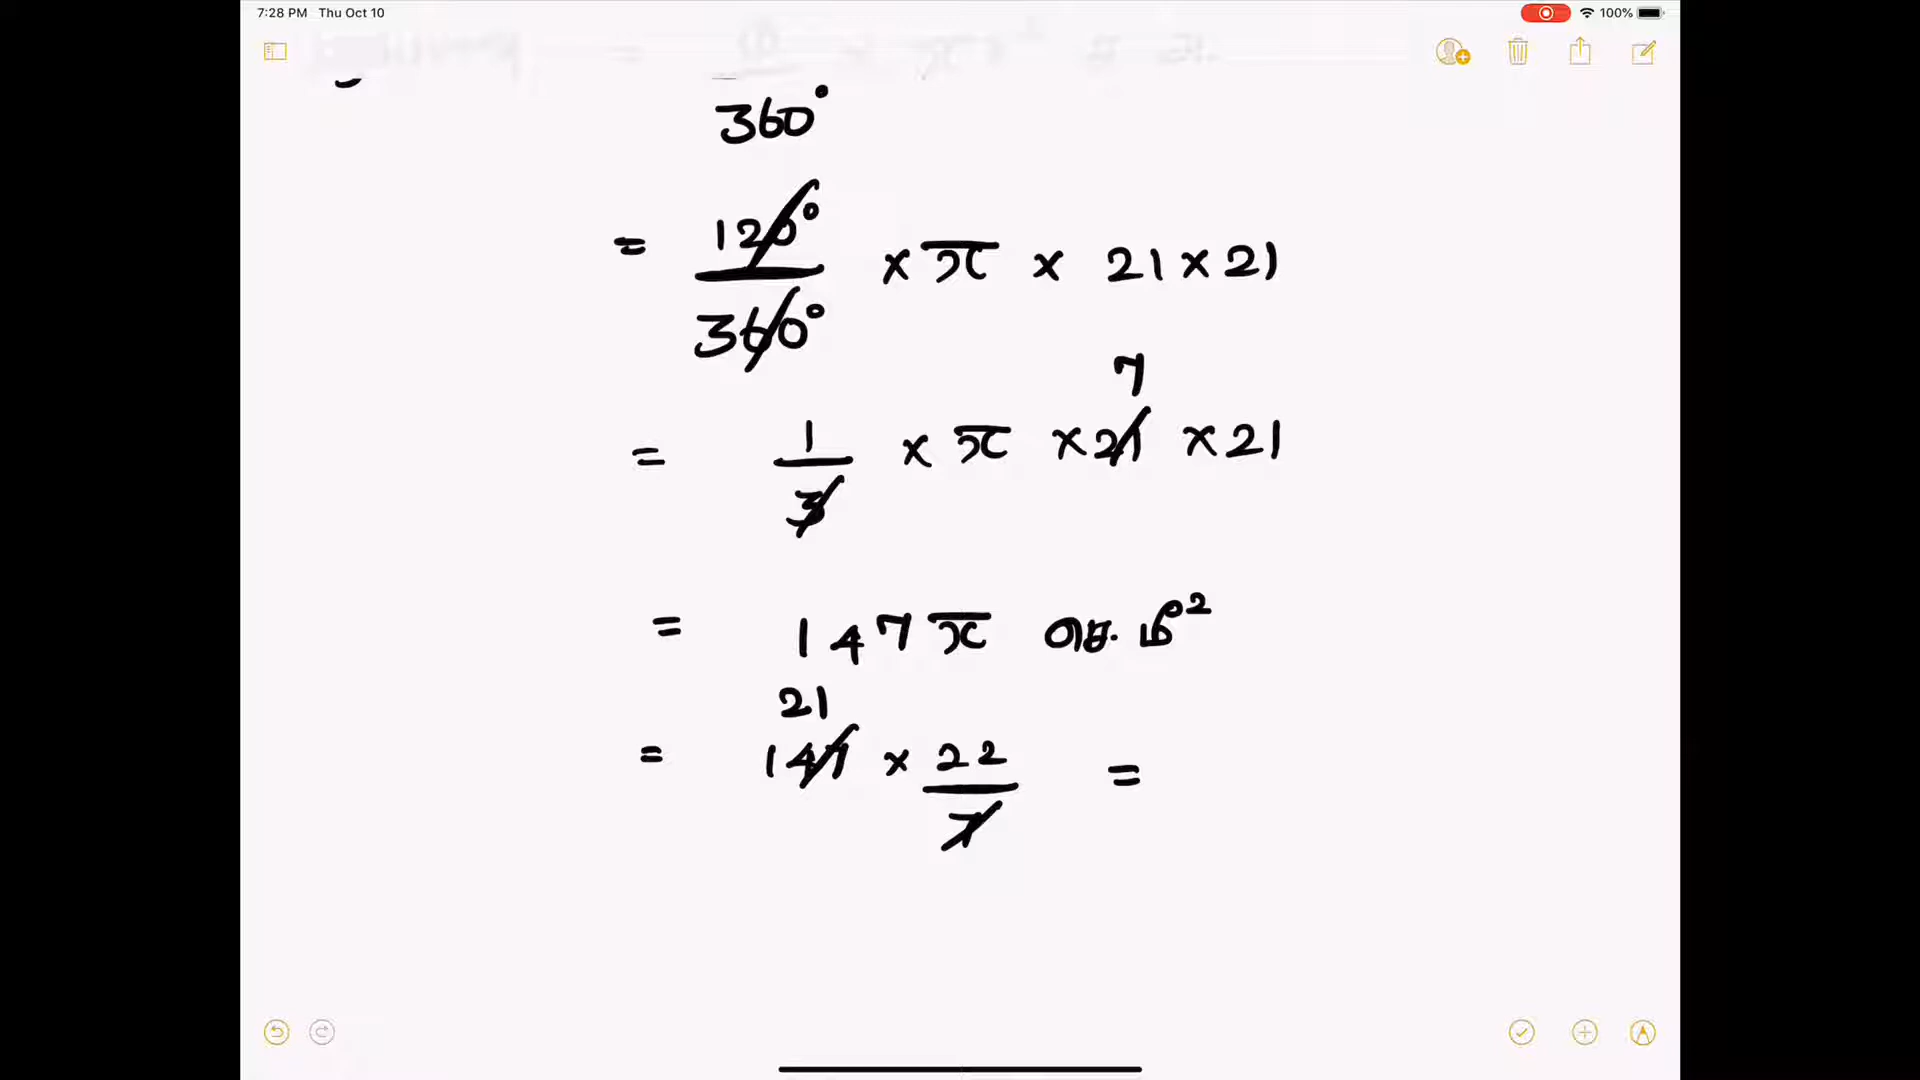 7:28 PM Thu Oct 10
100%
360°
= 120°/360° × π × 21 × 21
7
= 1/3 × π × 21 × 21
= 147π செ.மீ²
21
= 147 × 22/7 =